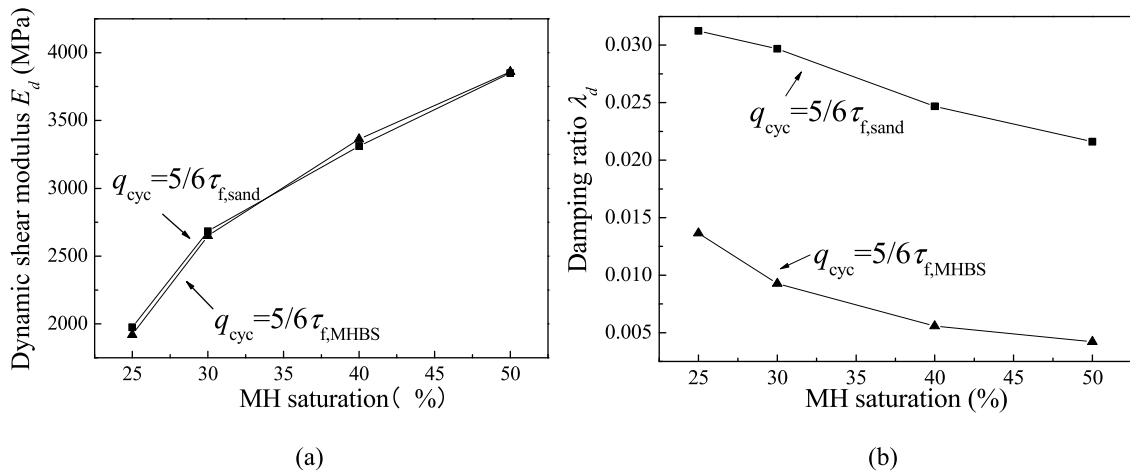 Dynamic shear modulus E_d (MPa)
4000
3500
3000
2500
2000
q_cyc=5/6τ_f,sand
q_cyc=5/6τ_f,MHBS
25 30 35 40 45 50
MH saturation( %)
(a)
Damping ratio λ_d
0.030
0.025
0.020
0.015
0.010
0.005
q_cyc=5/6τ_f,sand
q_cyc=5/6τ_f,MHBS
25 30 35 40 45 50
MH saturation (%)
(b)